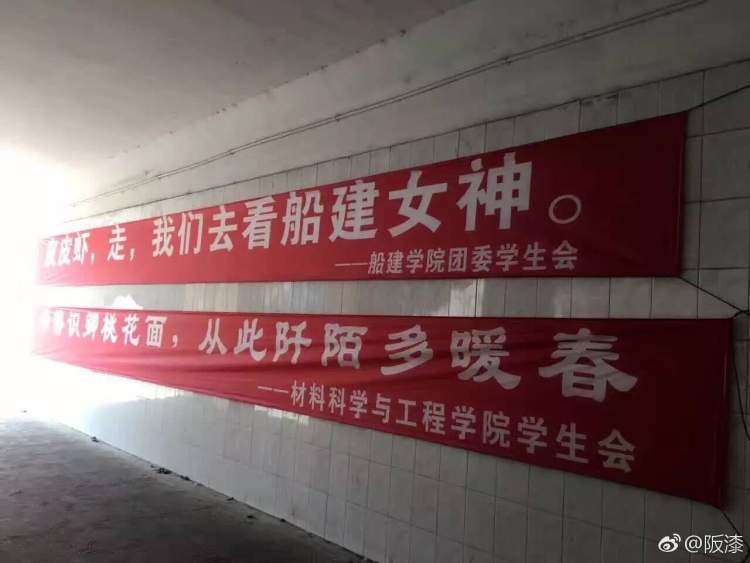 皮皮虾，走，我们去看船建女神。
——船建学院团委学生会
识卿桃花面，从此阡陌多暖春
——材料科学与工程学院学生会
@阪漆